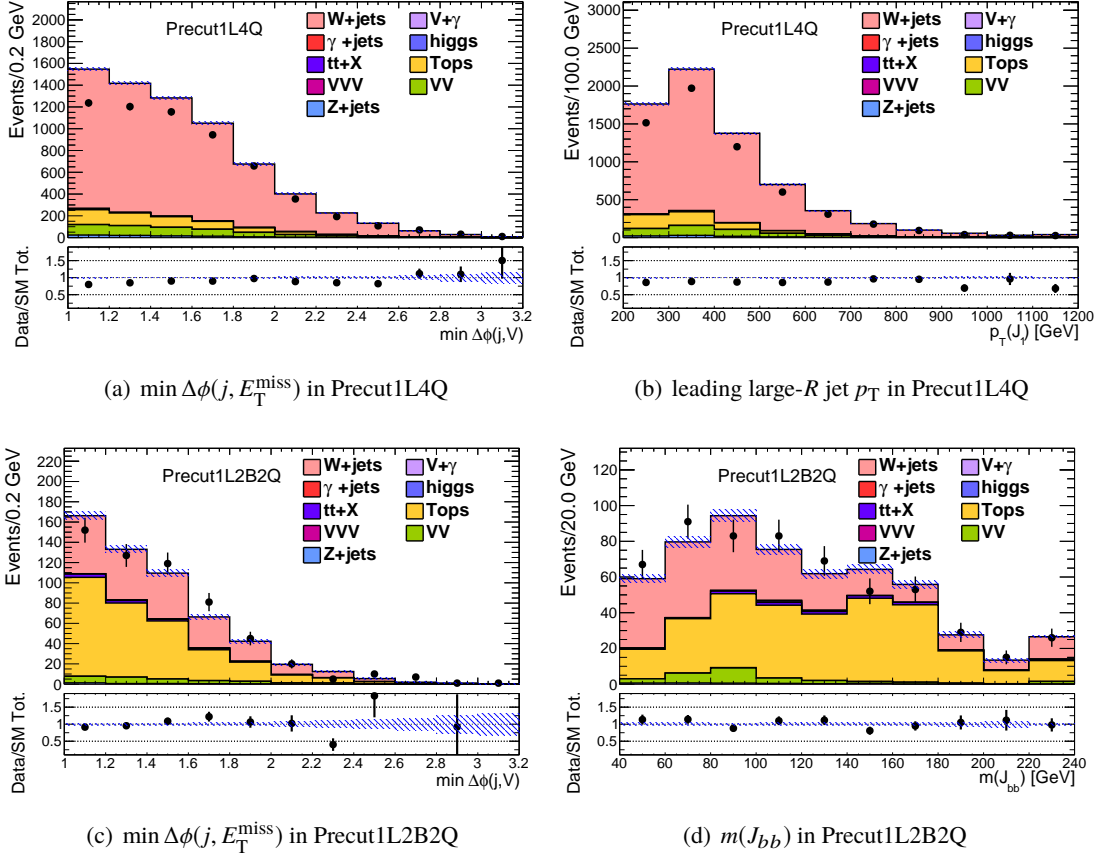 Events/0.2 GeV
2000
1800
1600
1400
1200
1000
800
600
400
200
0
Precut1L4Q
W+jets
γ +jets
tt+X
VVV
Z+jets
V+γ
higgs
Tops
VV
Data/SM Tot.
1.5
1
0.5
1 1.2 1.4 1.6 1.8 2 2.2 2.4 2.6 2.8 3 3.2
min Δϕ(j,V)
(a) min Δϕ(j, E_T^miss) in Precut1L4Q
Events/100.0 GeV
3000
2500
2000
1500
1000
500
0
Precut1L4Q
W+jets
γ +jets
tt+X
VVV
Z+jets
V+γ
higgs
Tops
VV
Data/SM Tot.
1.5
1
0.5
200 300 400 500 600 700 800 900 1000 1100 1200
p_T(J_1) [GeV]
(b) leading large-R jet p_T in Precut1L4Q
Events/0.2 GeV
220
200
180
160
140
120
100
80
60
40
20
0
Precut1L2B2Q
W+jets
γ +jets
tt+X
VVV
Z+jets
V+γ
higgs
Tops
VV
Data/SM Tot.
1.5
1
0.5
1 1.2 1.4 1.6 1.8 2 2.2 2.4 2.6 2.8 3 3.2
min Δϕ(j,V)
(c) min Δϕ(j, E_T^miss) in Precut1L2B2Q
Events/20.0 GeV
120
100
80
60
40
20
0
Precut1L2B2Q
W+jets
γ +jets
tt+X
VVV
Z+jets
V+γ
higgs
Tops
VV
Data/SM Tot.
1.5
1
0.5
40 60 80 100 120 140 160 180 200 220 240
m(J_bb) [GeV]
(d) m(J_bb) in Precut1L2B2Q